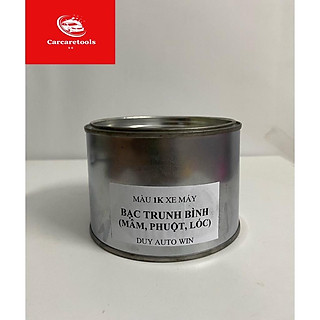 Carcaretools
MÀU 1K XE MÁY
BẠC TRUNH BÌNH
(MÂM, PHUỘT, LỐC)
DUY AUTO WIN